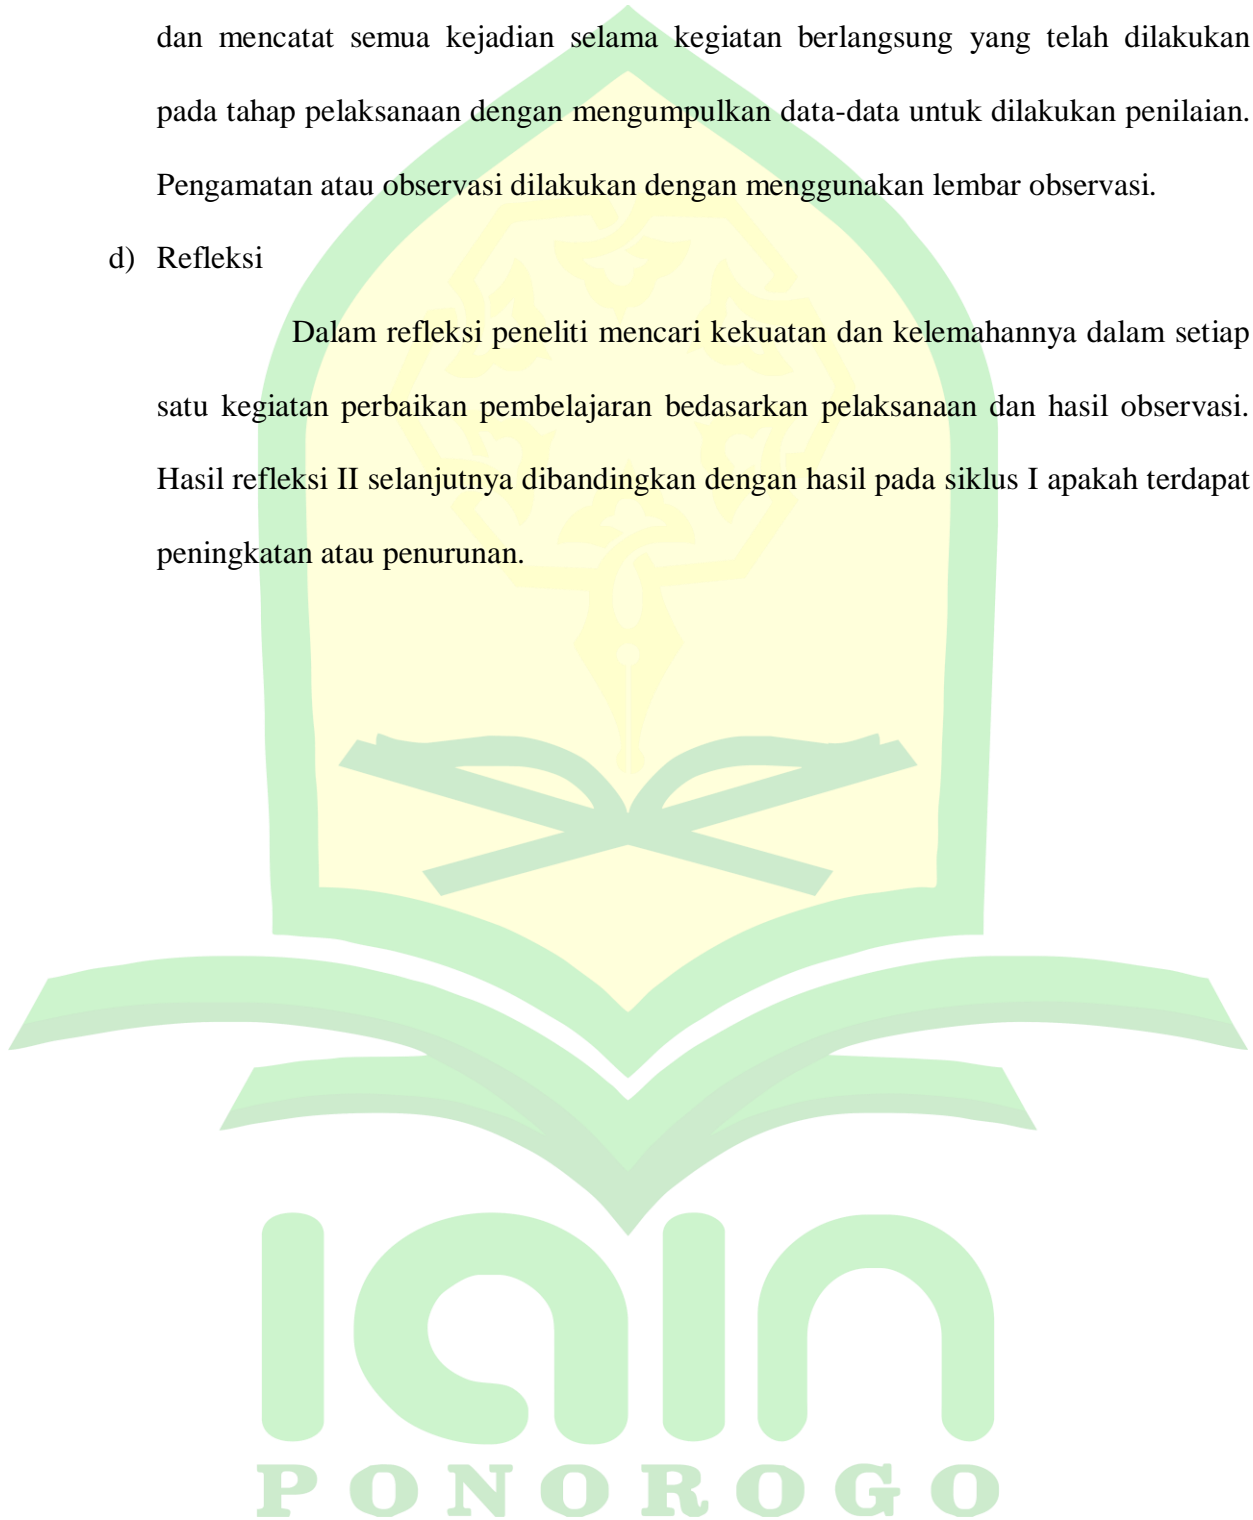 dan mencatat semua kejadian selama kegiatan berlangsung yang telah dilakukan
pada tahap pelaksanaan dengan mengumpulkan data-data untuk dilakukan penilaian.
Pengamatan atau observasi dilakukan dengan menggunakan lembar observasi.
d) Refleksi
Dalam refleksi peneliti mencari kekuatan dan kelemahannya dalam setiap
satu kegiatan perbaikan pembelajaran bedasarkan pelaksanaan dan hasil observasi.
Hasil refleksi II selanjutnya dibandingkan dengan hasil pada siklus I apakah terdapat
peningkatan atau penurunan.
IAIN
PONOROGO